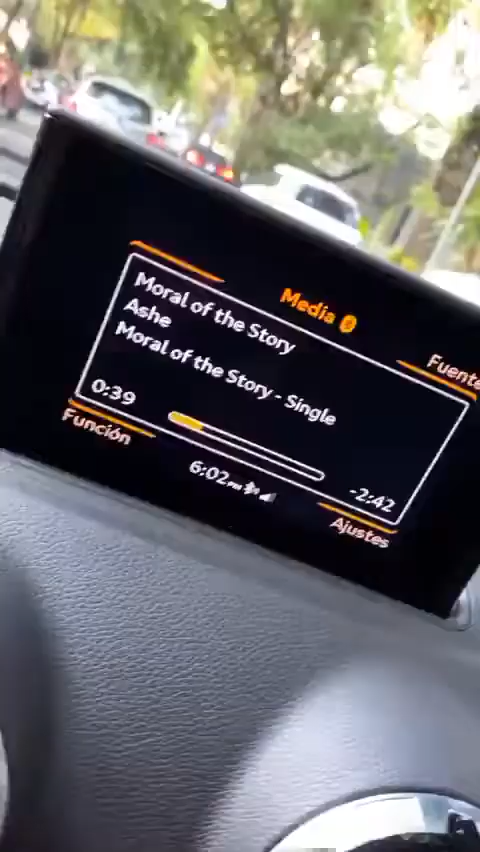 Media
Fuente
Moral of the Story
Ashe
Moral of the Story - Single
0:39
-2:42
Función
6:02 PM
Ajustes